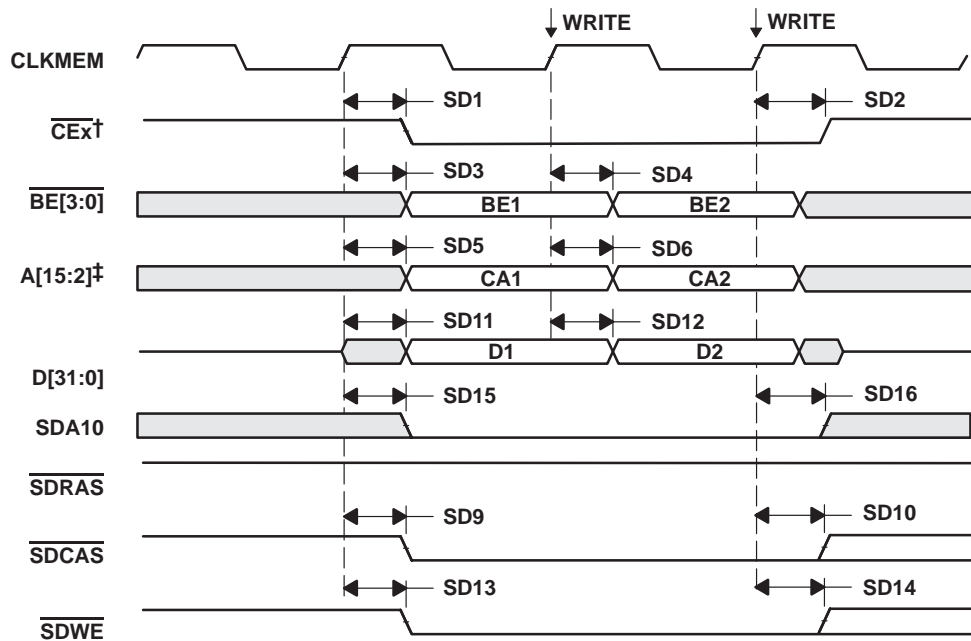 WRITE WRITE
CLKMEM
SD1 SD2
CEx†
SD3 SD4
BE[3:0] BE1 BE2
SD5 SD6
A[15:2]‡ CA1 CA2
SD11 SD12
D1 D2
D[31:0]
SD15 SD16
SDA10
SDRAS
SD9 SD10
SDCAS
SD13 SD14
SDWE